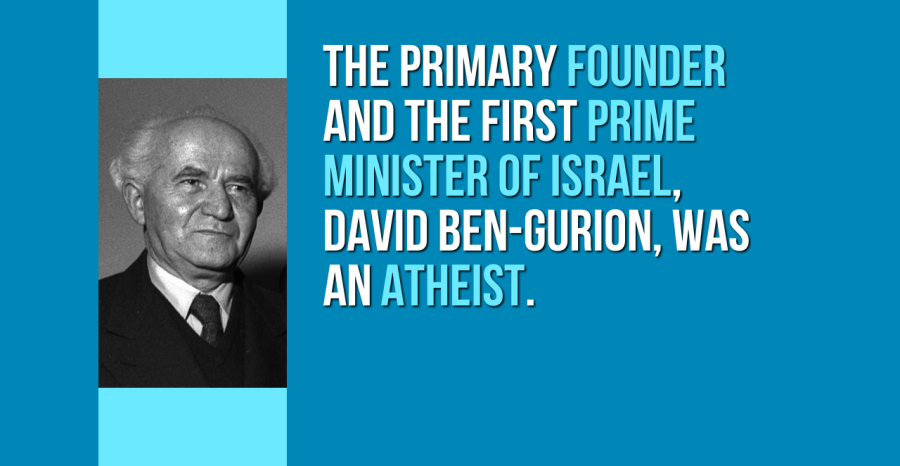 THE PRIMARY FOUNDER
AND THE FIRST PRIME
MINISTER OF ISRAEL,
DAVID BEN-GURION, WAS
AN ATHEIST.